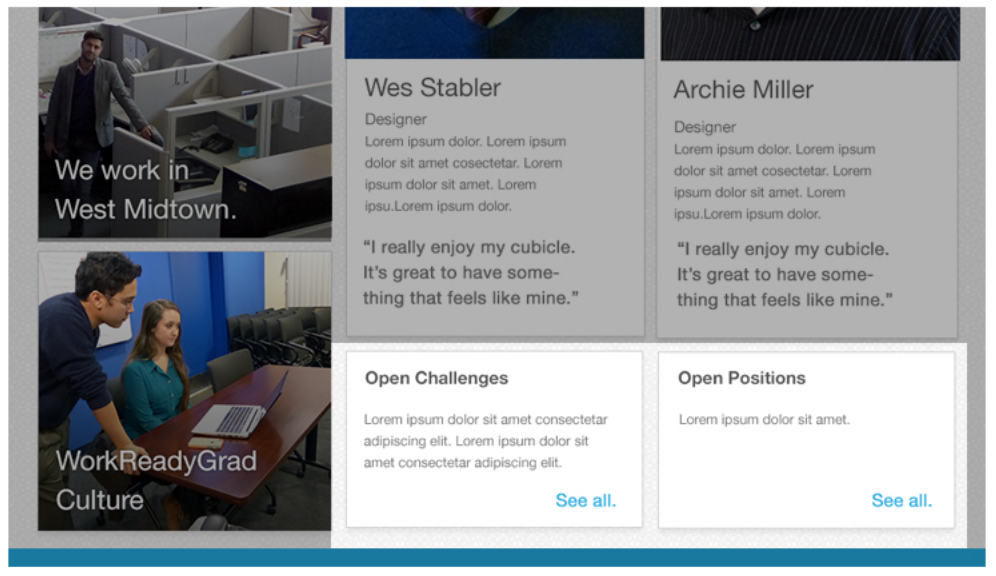 We work in
West Midtown.
Wes Stabler
Designer
Lorem ipsum dolor. Lorem ipsum
dolor sit amet cosectetar. Lorem
ipsum dolor sit amet. Lorem
ipsu.Lorem ipsum dolor.
“I really enjoy my cubicle.
It’s great to have some-
thing that feels like mine.”
Archie Miller
Designer
Lorem ipsum dolor. Lorem ipsum
dolor sit amet cosectetar. Lorem
ipsum dolor sit amet. Lorem
ipsu.Lorem ipsum dolor.
“I really enjoy my cubicle.
It’s great to have some-
thing that feels like mine.”
WorkReadyGrad
Culture
Open Challenges
Lorem ipsum dolor sit amet consectetar
adipiscing elit. Lorem ipsum dolor sit
amet consectetar adipiscing elit.
See all.
Open Positions
Lorem ipsum dolor sit amet.
See all.